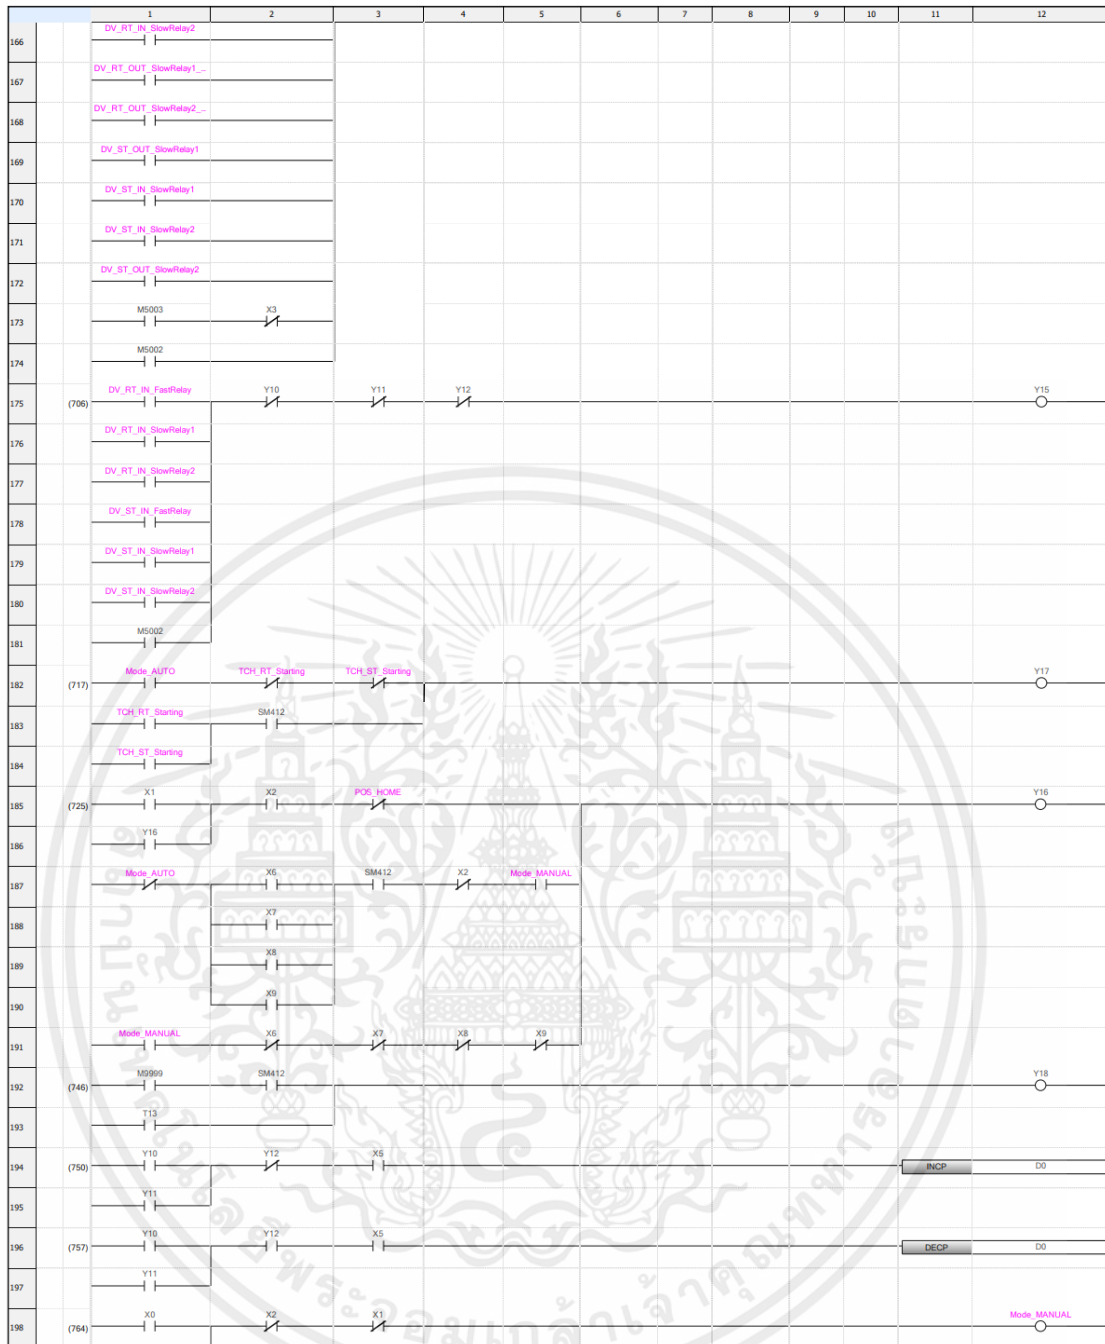 1 2 3 4 5 6 7 8 9 10 11 12
166 DV_RT_IN_SlowRelay2
167 DV_RT_OUT_SlowRelay1_..
168 DV_RT_OUT_SlowRelay2_..
169 DV_ST_OUT_SlowRelay1
170 DV_ST_IN_SlowRelay1
171 DV_ST_IN_SlowRelay2
172 DV_ST_OUT_SlowRelay2
173 M5003 X3
174 M5002
175 (706) DV_RT_IN_FastRelay Y10 Y11 Y12 Y15
176 DV_RT_IN_SlowRelay1
177 DV_RT_IN_SlowRelay2
178 DV_ST_IN_FastRelay
179 DV_ST_IN_SlowRelay1
180 DV_ST_IN_SlowRelay2
181 M5002
182 (717) Mode_AUTO TCH_RT_Starting TCH_ST_Starting Y17
183 TCH_RT_Starting SM412
184 TCH_ST_Starting
185 (725) X1 X2 POS_HOME Y16
186 Y16
187 Mode_AUTO X6 SM412 X2 Mode_MANUAL
188 X7
189 X8
190 X9
191 Mode_MANUAL X6 X7 X8 X9
192 (746) M9999 SM412 Y18
193 T13
194 (750) Y10 Y12 X5 INCP D0
195 Y11
196 (757) Y10 Y12 X5 DECP D0
197 Y11
198 (764) X0 X2 X1 Mode_MANUAL